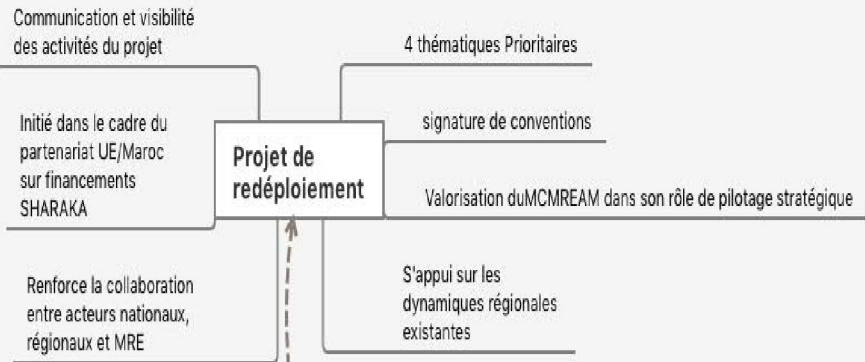 Communication et visibilité
des activités du projet
4 thématiques Prioritaires
Initié dans le cadre du
partenariat UE/Maroc
sur financements
SHARAKA
signature de conventions
Projet de
redéploiement
Valorisation duMCMREAM dans son rôle de pilotage stratégique
Renforce la collaboration
entre acteurs nationaux,
régionaux et MRE
S'appui sur les
dynamiques régionales
existantes